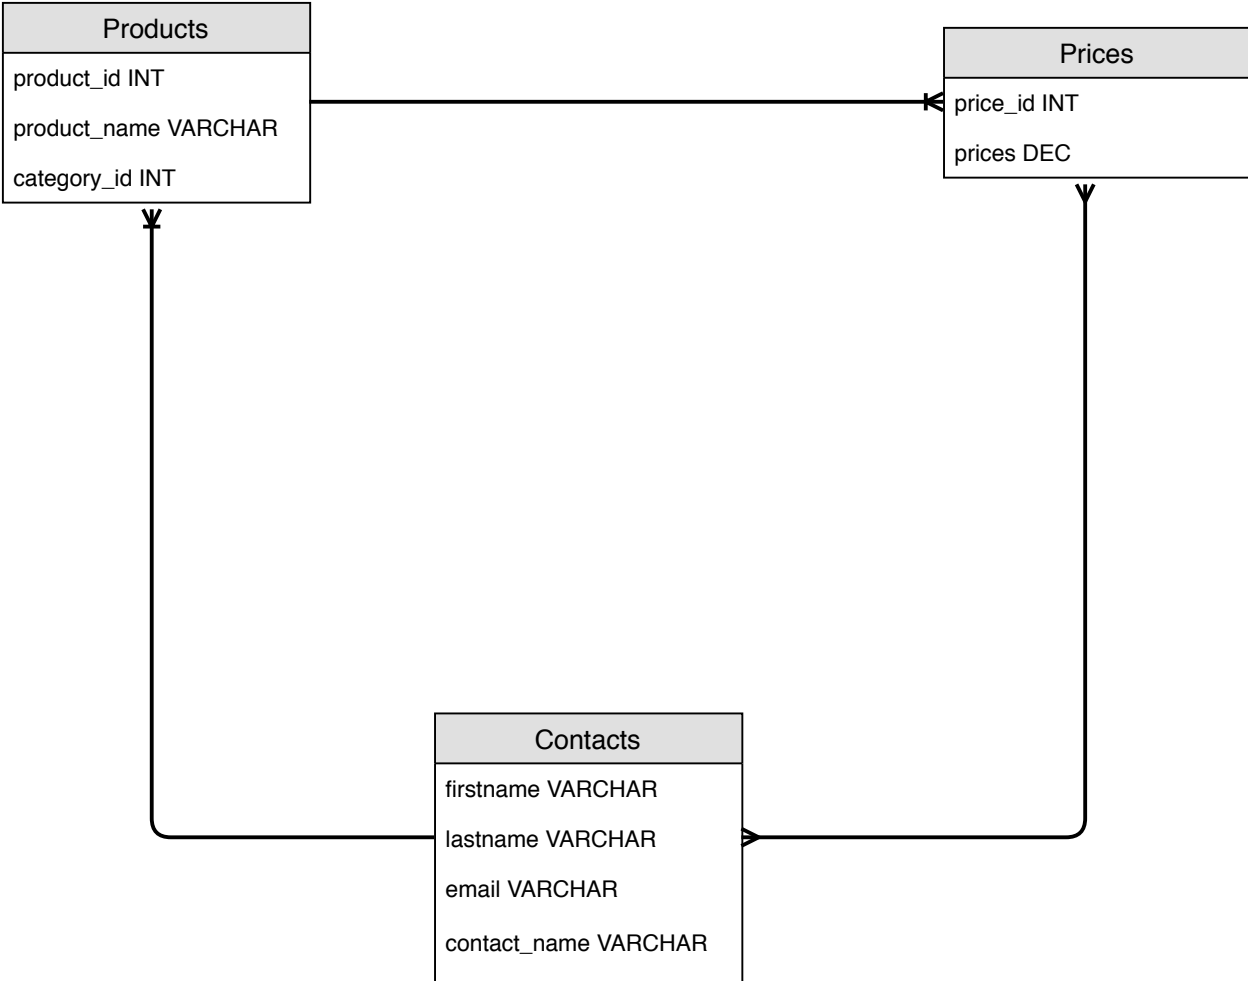 Products
product_id INT
product_name VARCHAR
category_id INT
Prices
price_id INT
prices DEC
Contacts
firstname VARCHAR
lastname VARCHAR
email VARCHAR
contact_name VARCHAR